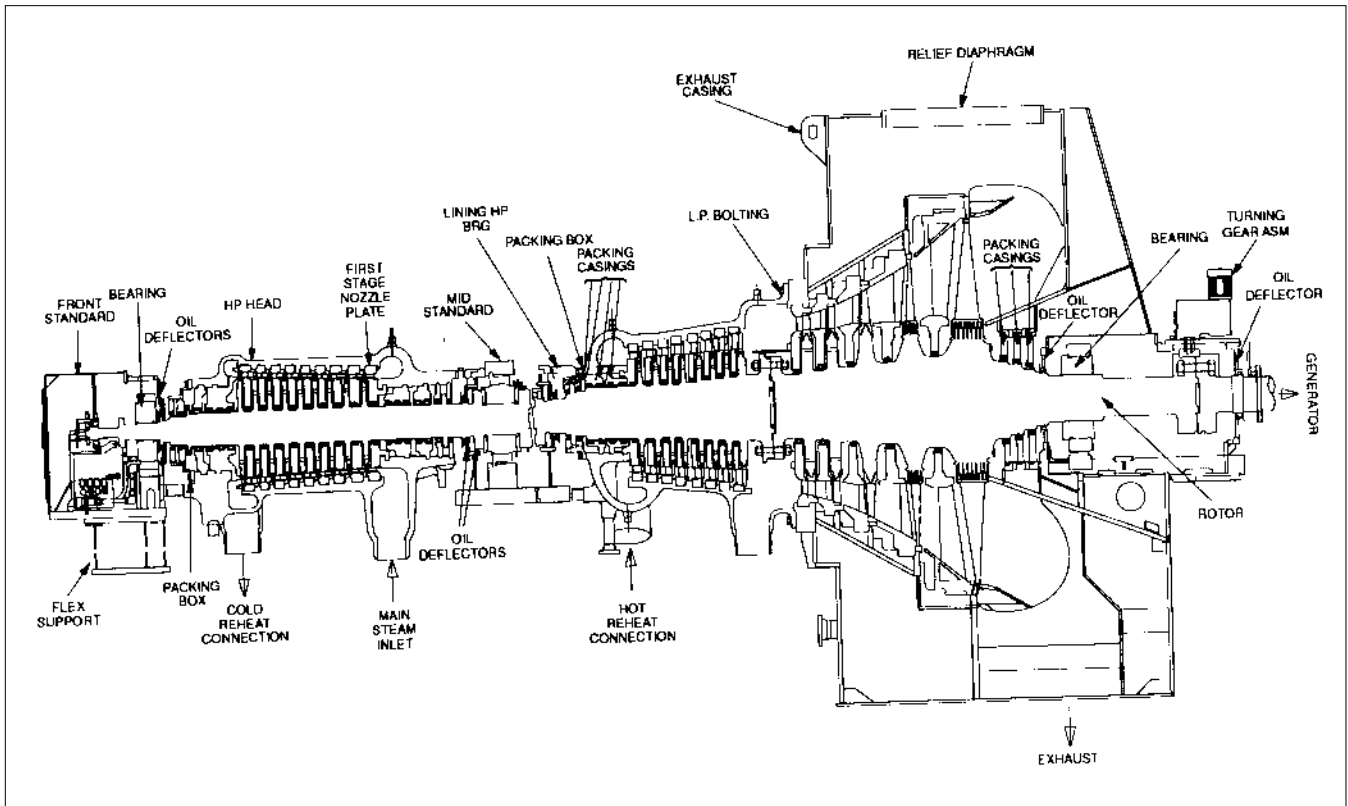 RELIEF DIAPHRAGM
EXHAUST
CASING
L.P. BOLTING
LINING HP
BRG
PACKING BOX
PACKING
CASINGS
MID
STANDARD
FIRST
STAGE
NOZZLE
PLATE
HP HEAD
OIL
DEFLECTORS
BEARING
FRONT
STANDARD
PACKING
CASINGS
OIL
DEFLECTOR
BEARING
TURNING
GEAR ASM
OIL
DEFLECTOR
GENERATOR
ROTOR
FLEX
SUPPORT
PACKING
BOX
COLD
REHEAT
CONNECTION
MAIN
STEAM
INLET
OIL
DEFLECTORS
HOT
REHEAT
CONNECTION
EXHAUST